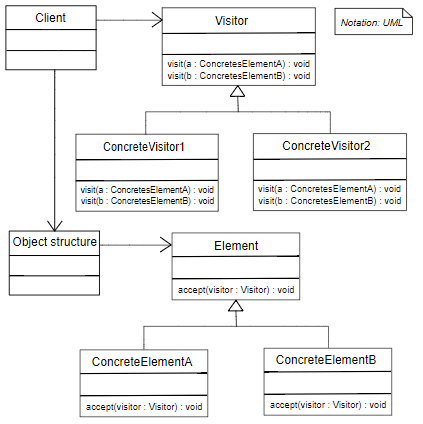 Client
Visitor
Notation: UML
visit(a : ConcretesElementA) : void
visit(b : ConcretesElementB) : void
ConcreteVisitor1
ConcreteVisitor2
visit(a : ConcretesElementA) : void
visit(b : ConcretesElementB) : void
visit(a : ConcretesElementA) : void
visit(b : ConcretesElementB) : void
Object structure
Element
accept(visitor : Visitor) : void
ConcreteElementA
ConcreteElementB
accept(visitor : Visitor) : void
accept(visitor : Visitor) : void